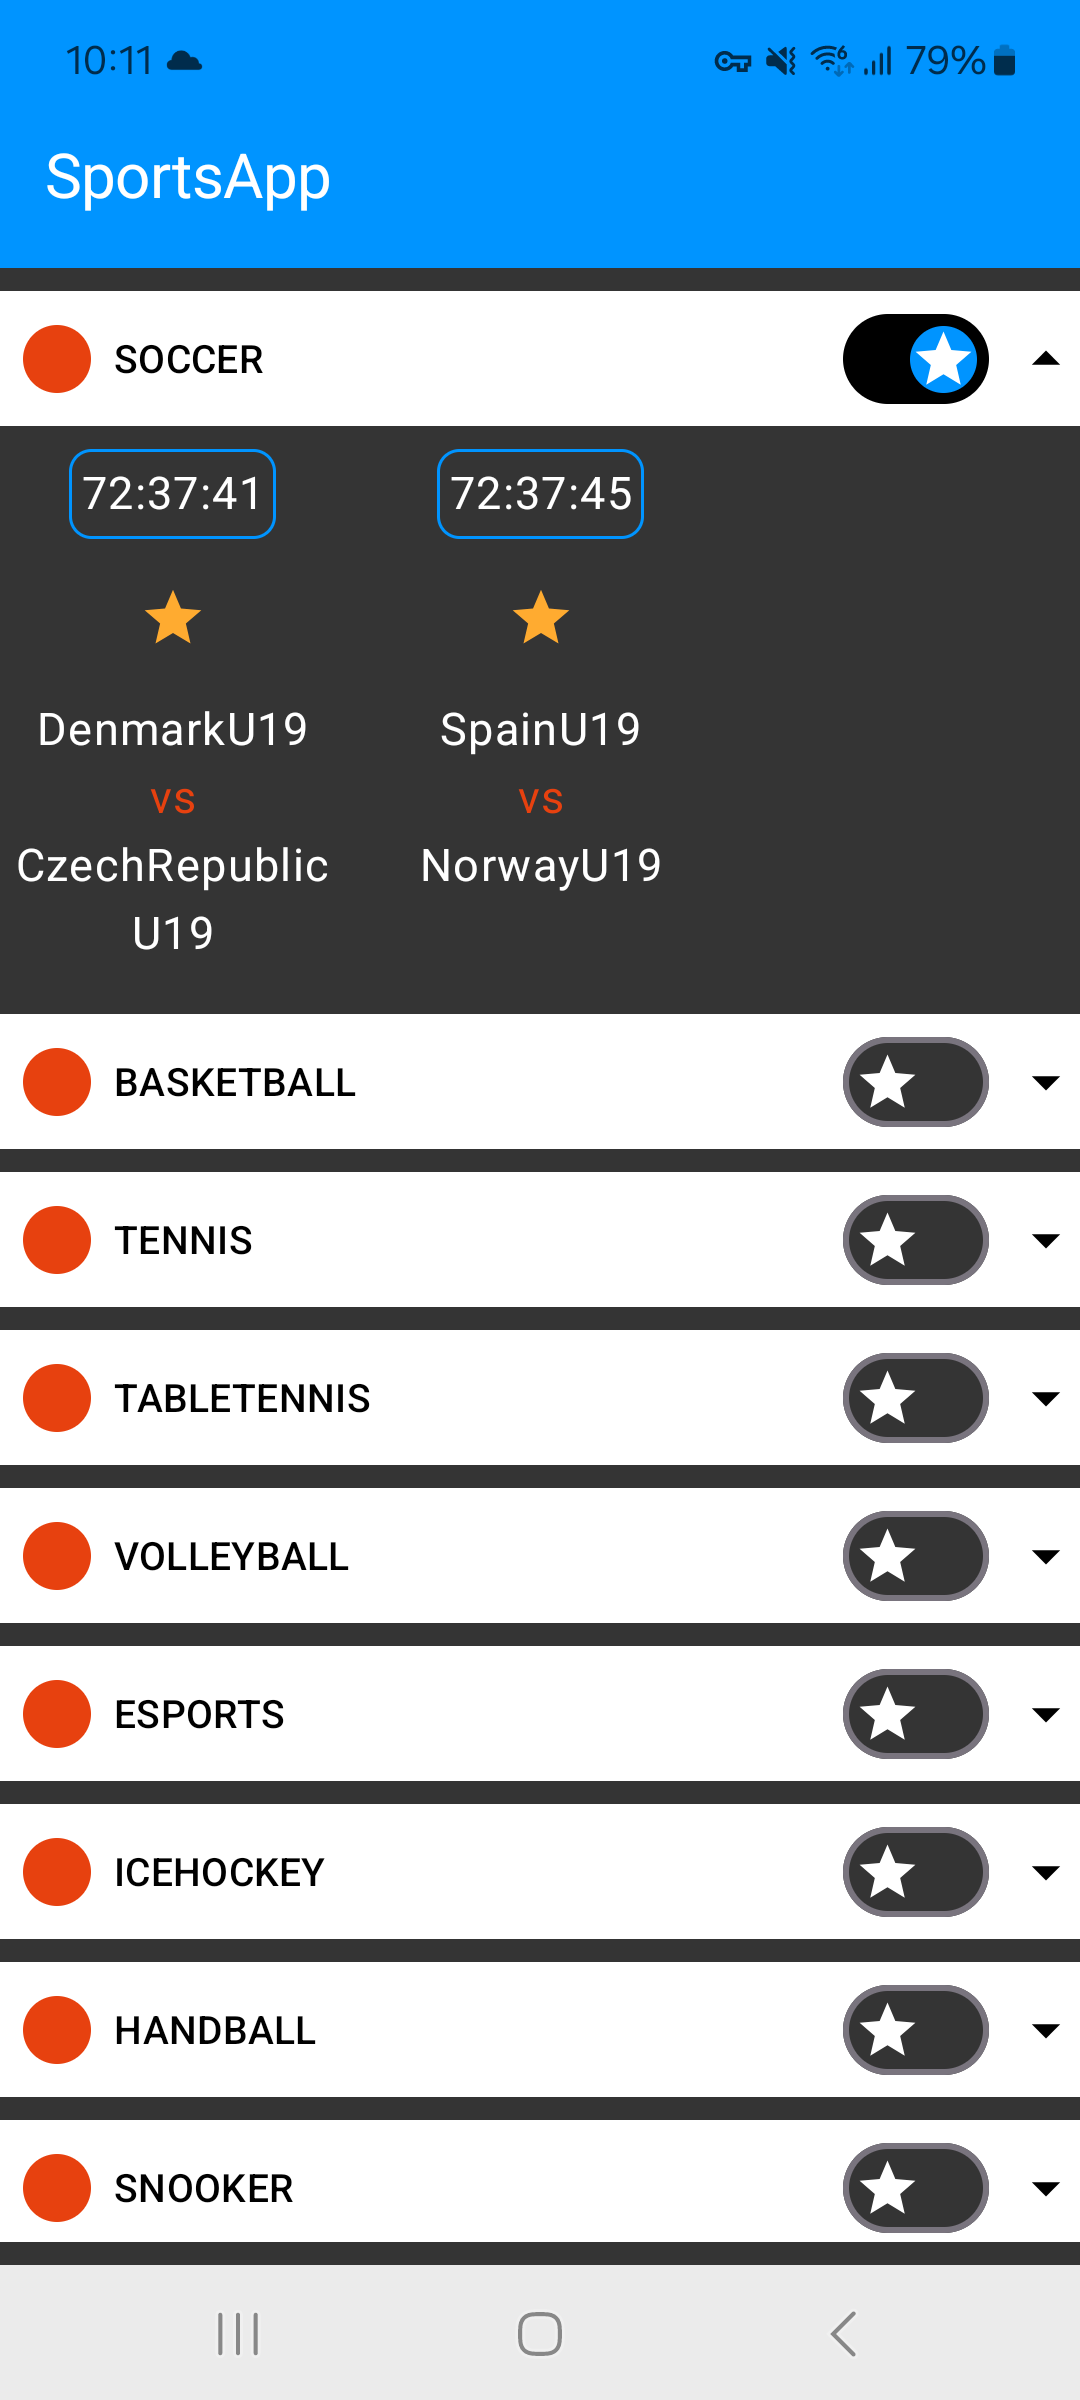 10:11 79%
SportsApp
SOCCER
72:37:41 72:37:45
DenmarkU19 SpainU19
vs vs
CzechRepublic NorwayU19
U19
BASKETBALL
TENNIS
TABLETENNIS
VOLLEYBALL
ESPORTS
ICEHOCKEY
HANDBALL
SNOOKER